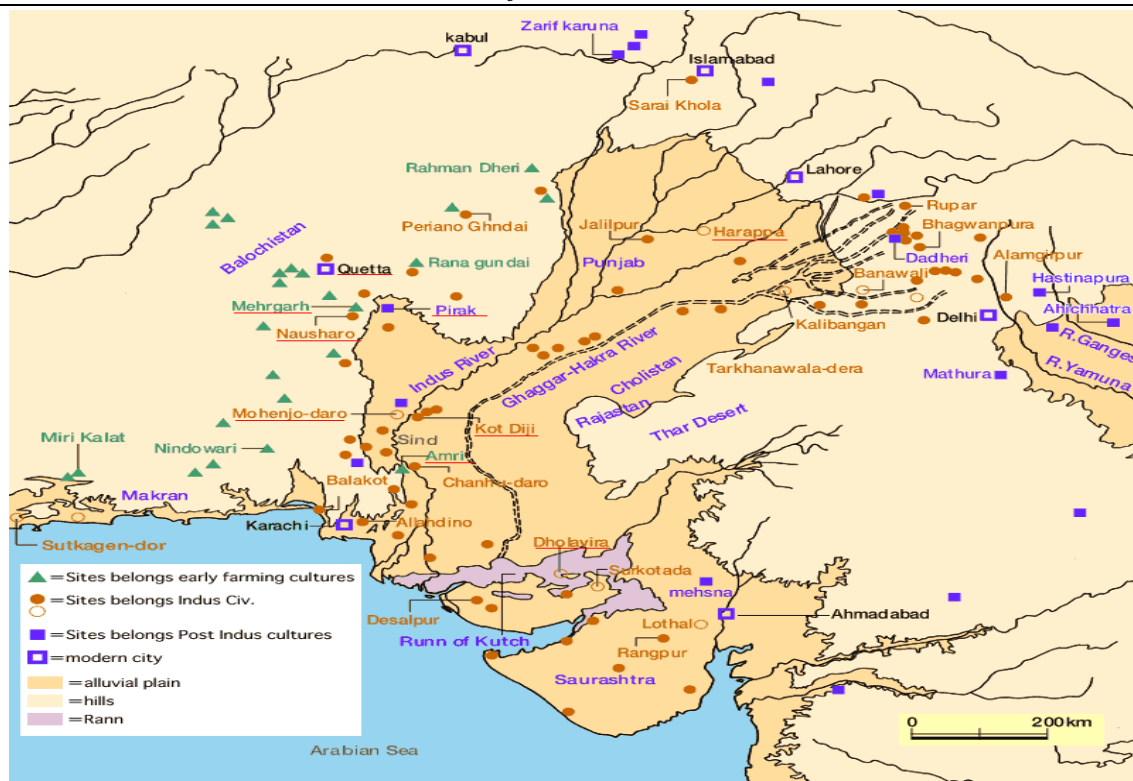 Zarif karuna
kabul
Islamabad
Sarai Khola
Rahman Dheri
Lahore
Periano Ghndai
Jalilpur
Harappa
Rupar
Bhagwanpura
Balochistan
Quetta
Rana gundai
Punjab
Dadheri
Banawali
Alamgirpur
Hastinapura
Mehrgarh
Pirak
Nausharo
Kalibangan
Delhi
Ahichhatra
R.Ganges
R.Yamuna
Indus River
Ghaggar-Hakra River
Cholistan
Tarkhanawala-dera
Mathura
Rajastan
Thar Desert
Mohenjo-daro
Kot Diji
Sind
Miri Kalat
Nindowari
Amri
Chanhu-daro
Makran
Balakot
Karachi
Allahdino
Sutkagen-dor
Dholavira
Surkotada
mehsna
Desalpur
Runn of Kutch
Lothal
Ahmadabad
Rangpur
Saurashtra
=Sites belongs early farming cultures
=Sites belongs Indus Civ.
=Sites belongs Post Indus cultures
=modern city
=alluvial plain
=hills
=Rann
0 200km
Arabian Sea